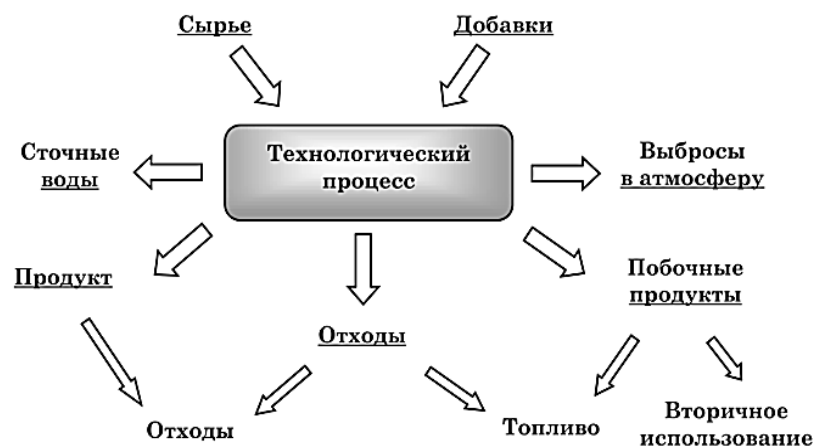 Сырье
Добавки
Технологический
процесс
Сточные
воды
Выбросы
в атмосферу
Продукт
Побочные
продукты
Отходы
Отходы
Топливо
Вторичное
использование